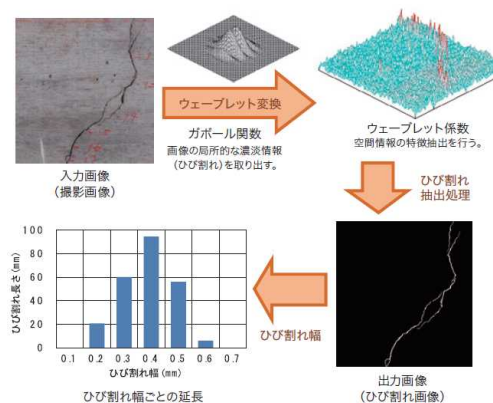 ウェーブレット変換
ガボール関数
画像の局所的な濃淡情報
(ひび割れ)を取り出す。
ウェーブレット係数
空間情報の特徴抽出を行う。
入力画像
(撮影画像)
ひび割れ
抽出処理
ひび割れ長さ(mm)
100
80
60
40
20
0
0.1 0.2 0.3 0.4 0.5 0.6 0.7
ひび割れ幅(mm)
ひび割れ幅ごとの延長
ひび割れ幅
出力画像
(ひび割れ画像)